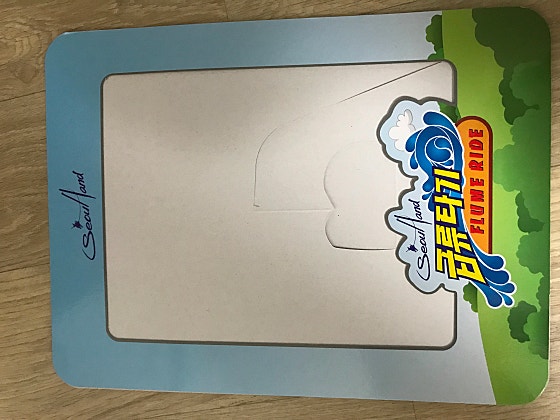 Seoul land
Seoul land
급류타기
FLUME RIDE